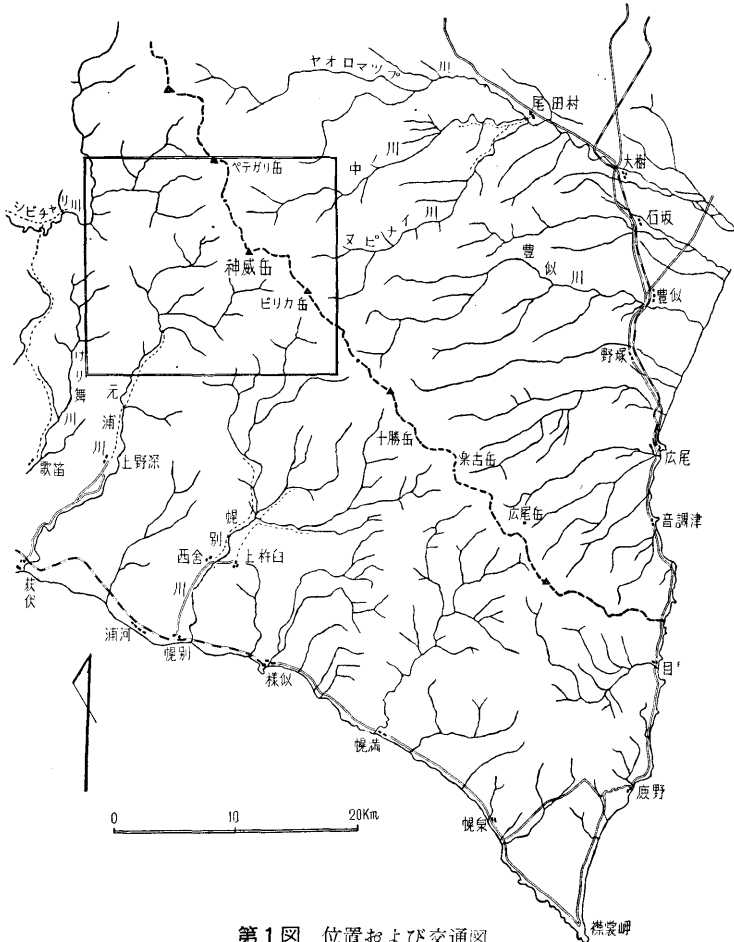 ヤオロマップ川
尾田村
大樹
ペテガリ岳
中ノ川
石坂
シビチャリ川
ヌピナイ川
神威岳
豊似川
ピリカ岳
豊似
野塚
けり舞川
元浦川
十勝岳
楽古岳
広尾
歌笛
上野深
広尾岳
音調津
幌別川
西舎
上杵臼
荻伏
浦河
幌別
様似
幌満
庶野
幌泉
0 10 20Km
襟裳岬
第1図 位置および交通図